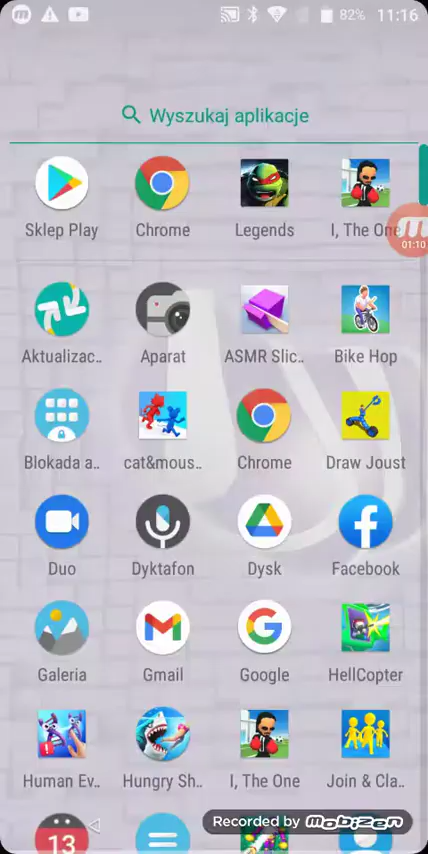 82% 11:16
Wyszukaj aplikacje
Sklep Play Chrome Legends I, The One
01:10
Aktualizac.. Aparat ASMR Slic.. Bike Hop
Blokada a.. cat&mous.. Chrome Draw Joust
Duo Dyktafon Dysk Facebook
Galeria Gmail Google HellCopter
Human Ev.. Hungry Sh.. I, The One Join & Cla..
13
Recorded by Mobizen